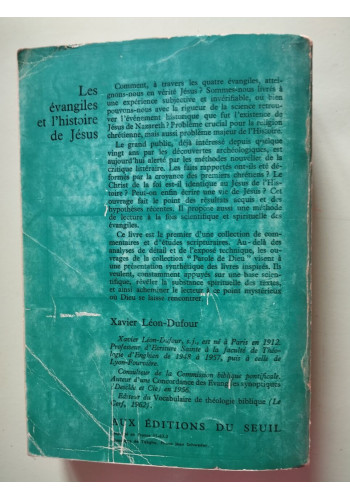 Les
évangiles
et l'histoire
de Jésus
Comment, à travers les quatre évangiles, attei-
gnons-nous en vérité Jésus? Sommes-nous livrés à
une expérience subjective et invérifiable, ou bien
pouvons-nous avec la rigueur de la science retrou-
ver l'événement historique que fut l'existence de
Jésus de Nazareth? Problème crucial pour la religion
chrétienne, mais aussi problème majeur de l'Histoire.
Le grand public, déjà intéressé depuis quelque
vingt ans par les découvertes archéologiques, est
aujourd'hui alerté par les méthodes nouvelles de la
critique littéraire. Les faits rapportés ont-ils été dé-
formés par la croyance des premiers chrétiens? Le
Christ de la foi est-il identique au Jésus de l'His-
toire? Peut-on enfin écrire une vie de Jésus? Cet
ouvrage fait le point des résultats acquis et des
hypothèses récentes. Il propose aussi une méthode
de lecture à la fois scientifique et spirituelle des
évangiles.
Ce livre est le premier d'une collection de com-
mentaires et d'études scripturaires. Au-delà des
analyses de détail et de l'exposé technique, les ou-
vrages de la collection "Parole de Dieu" visent à
une présentation synthétique des livres inspirés. Ils
veulent, constamment appuyés sur une base scien-
tifique, révéler la substance spirituelle des textes,
et ainsi acheminer le lecteur à ce point mystérieux
où Dieu se laisse rencontrer.
Xavier Léon-Dufour
Xavier Léon-Dufour, s.j., est né à Paris en 1912.
Professeur d'Écriture Sainte à la faculté de Théo-
logie d'Enghien de 1948 à 1957, puis à celle de
Lyon-Fourvière.
Consulteur de la Commission biblique pontificale.
Auteur d'une Concordance des Évangiles synoptiques
(Desclée et Cie) en 1956.
Éditeur du Vocabulaire de théologie biblique (Le
Cerf, 1962).
AUX ÉDITIONS DU SEUIL